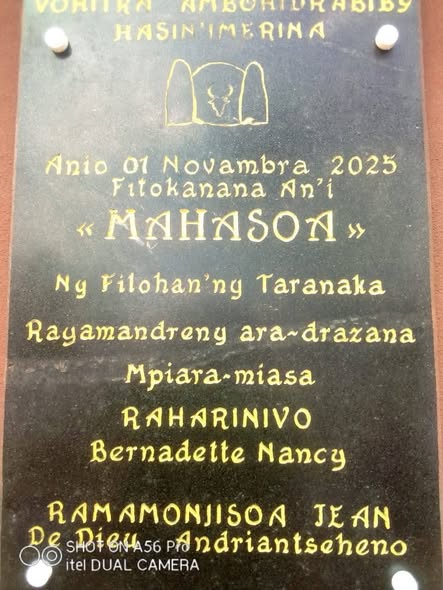 VOHITRA AMBOHIDRABIBY
HASIN'IMERINA
Anio 01 Novambra 2025
Fitokanana An'i
« MAHASOA »
Ny Filohan'ny Taranaka
Rayamandreny ara-drazana
Mpiara-miasa
RAHARINIVO
Bernadette Nancy
RAMAMONJISOA JEAN
De Dieu Andriantseheno
SHOT ON A56 Pro
itel DUAL CAMERA